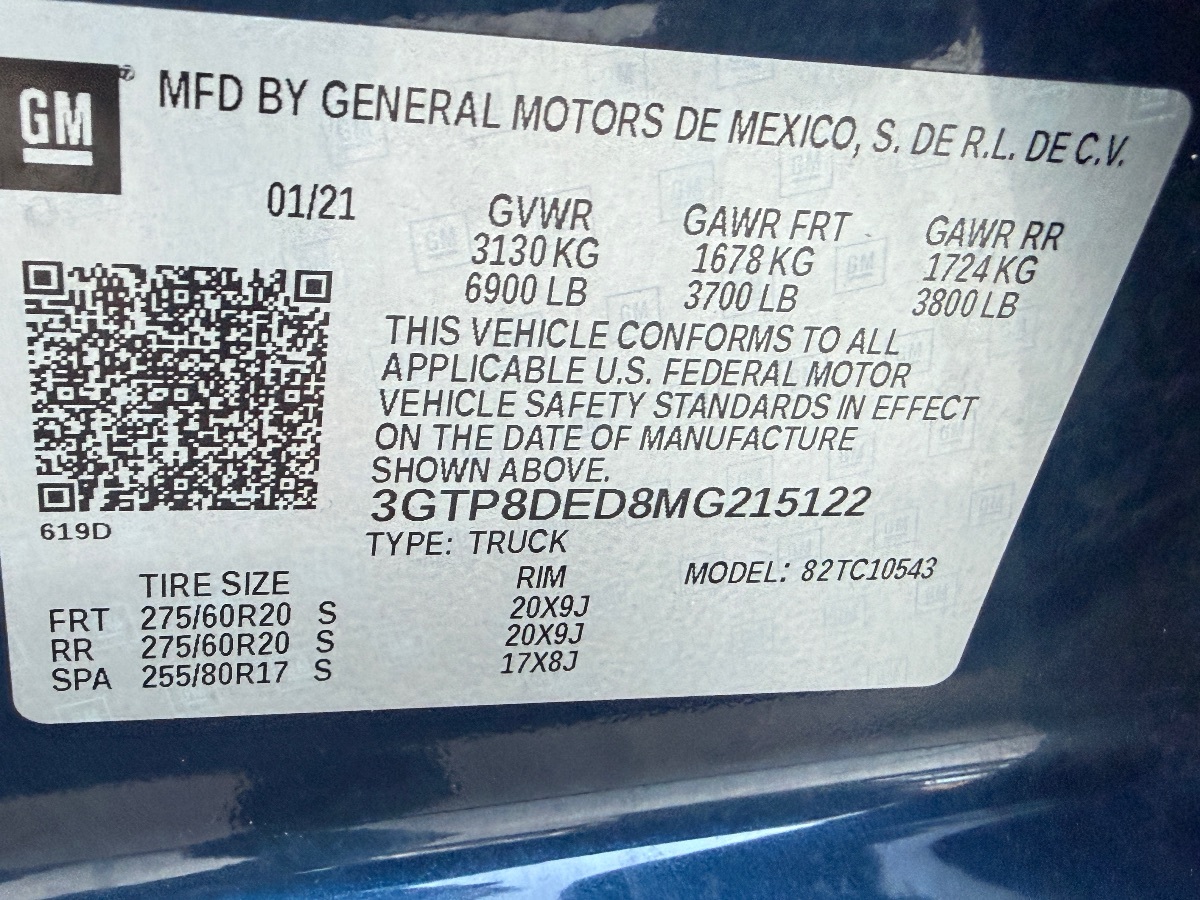 GM ® MFD BY GENERAL MOTORS DE MEXICO, S. DE R.L. DE C.V.
01/21 GVWR GAWR FRT GAWR RR
3130 KG 1678 KG 1724 KG
6900 LB 3700 LB 3800 LB
THIS VEHICLE CONFORMS TO ALL
APPLICABLE U.S. FEDERAL MOTOR
VEHICLE SAFETY STANDARDS IN EFFECT
ON THE DATE OF MANUFACTURE
SHOWN ABOVE.
3GTP8DED8MG215122
619D
TYPE: TRUCK
MODEL: 82TC10543
TIRE SIZE RIM
FRT 275/60R20 S 20X9J
RR 275/60R20 S 20X9J
SPA 255/80R17 S 17X8J